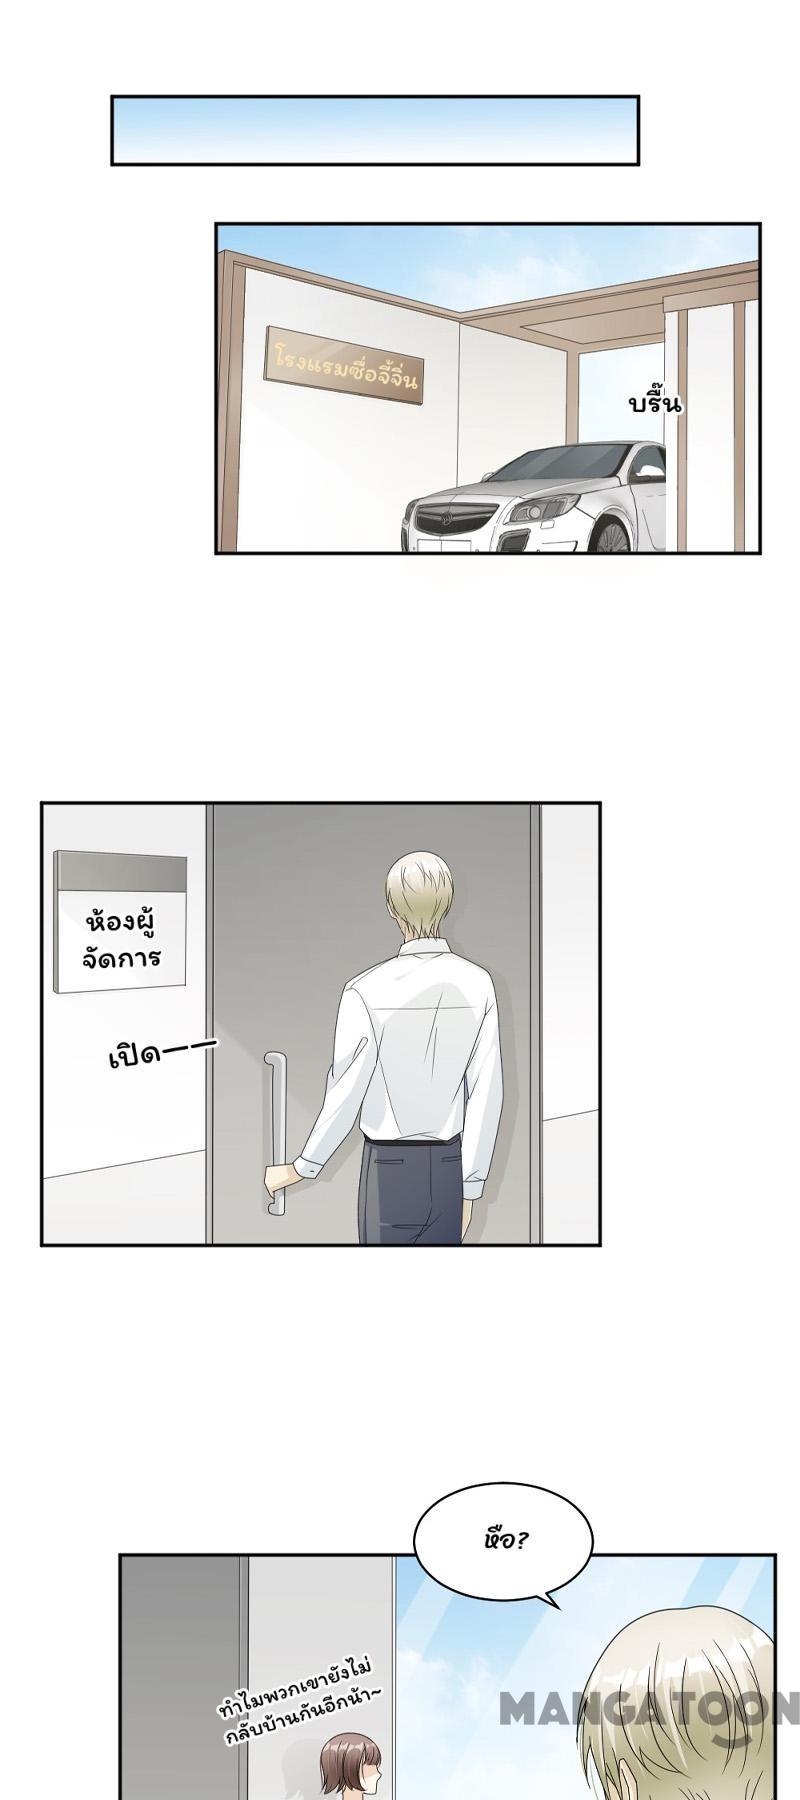 โรงแรมซื่อจี้จิ่น
บรื๊น
ห้องผู้
จัดการ
เปิด——
หือ?
ทำไมพวกเขายังไม่
กลับบ้านกันอีกน้า~
MANGATOON